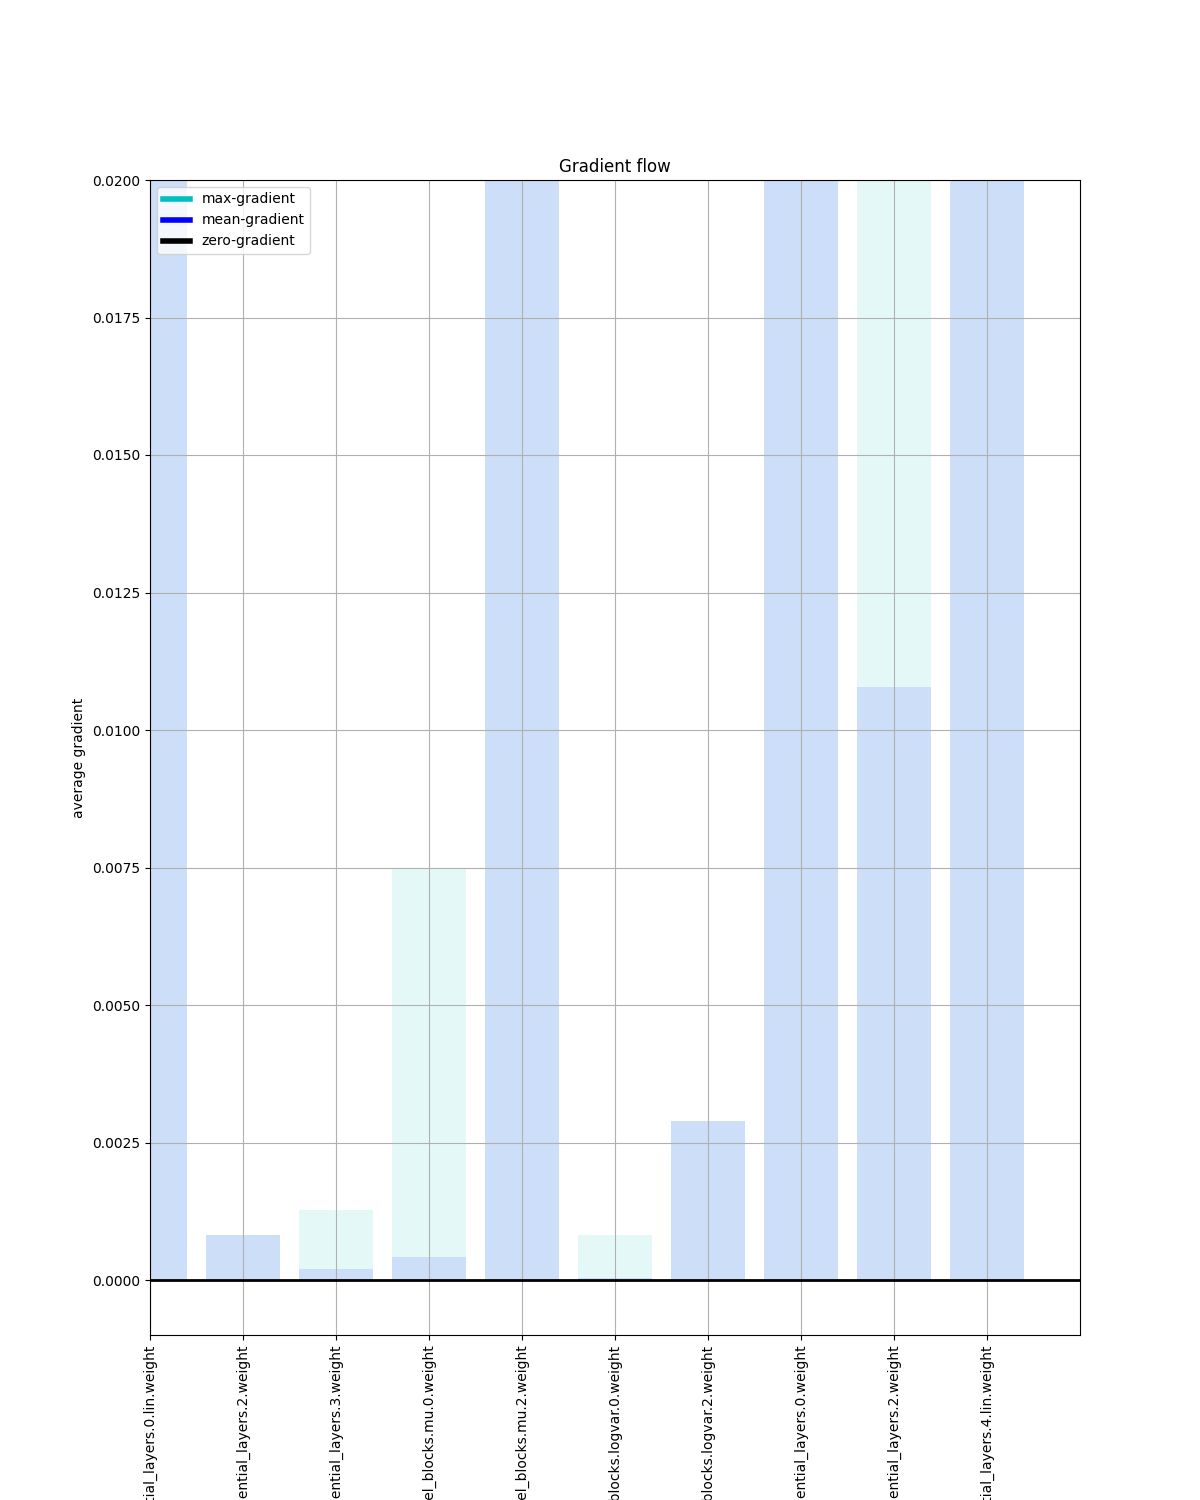 Gradient flow
max-gradient
mean-gradient
zero-gradient
0.0200
0.0175
0.0150
0.0125
0.0100
0.0075
0.0050
0.0025
0.0000
average gradient
tial_layers.0.lin.weight
ential_layers.2.weight
ential_layers.3.weight
el_blocks.mu.0.weight
el_blocks.mu.2.weight
blocks.logvar.0.weight
blocks.logvar.2.weight
ential_layers.0.weight
ential_layers.2.weight
tial_layers.4.lin.weight